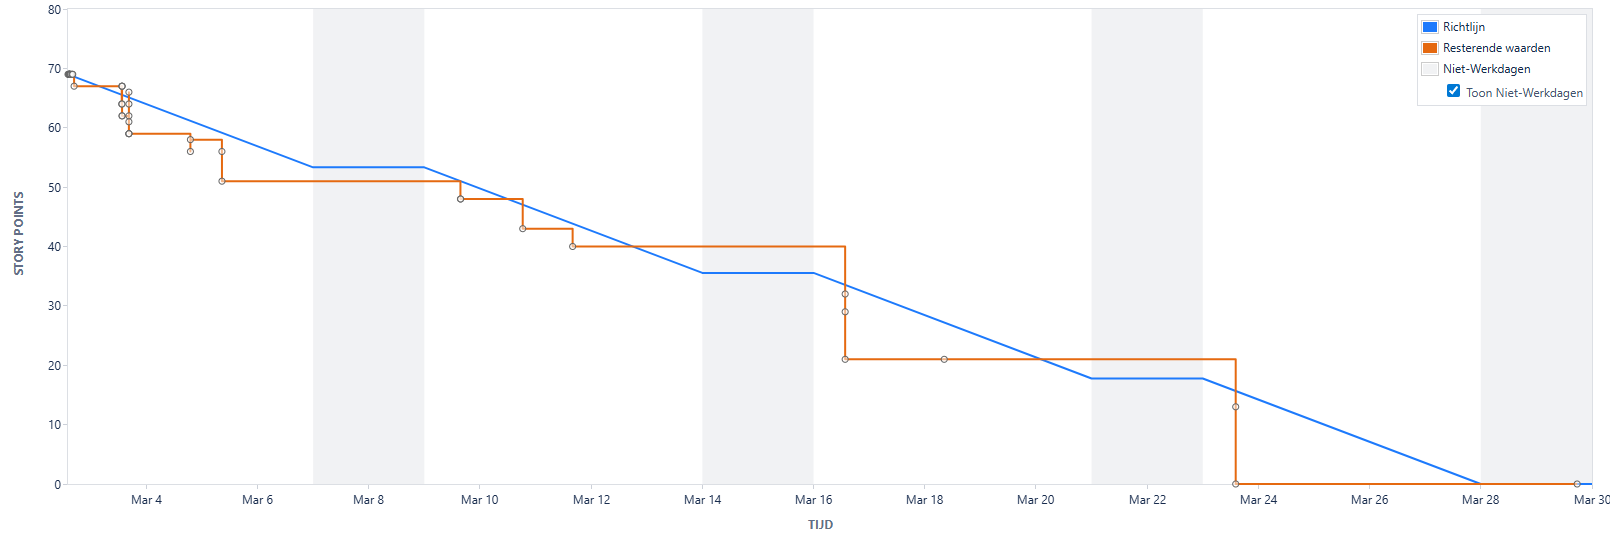 80
70
60
50
40
30
20
10
0
STORY POINTS
Richtlijn
Resterende waarden
Niet-Werkdagen
Toon Niet-Werkdagen
Mar 4 Mar 6 Mar 8 Mar 10 Mar 12 Mar 14 Mar 16 Mar 18 Mar 20 Mar 22 Mar 24 Mar 26 Mar 28 Mar 30
TIJD